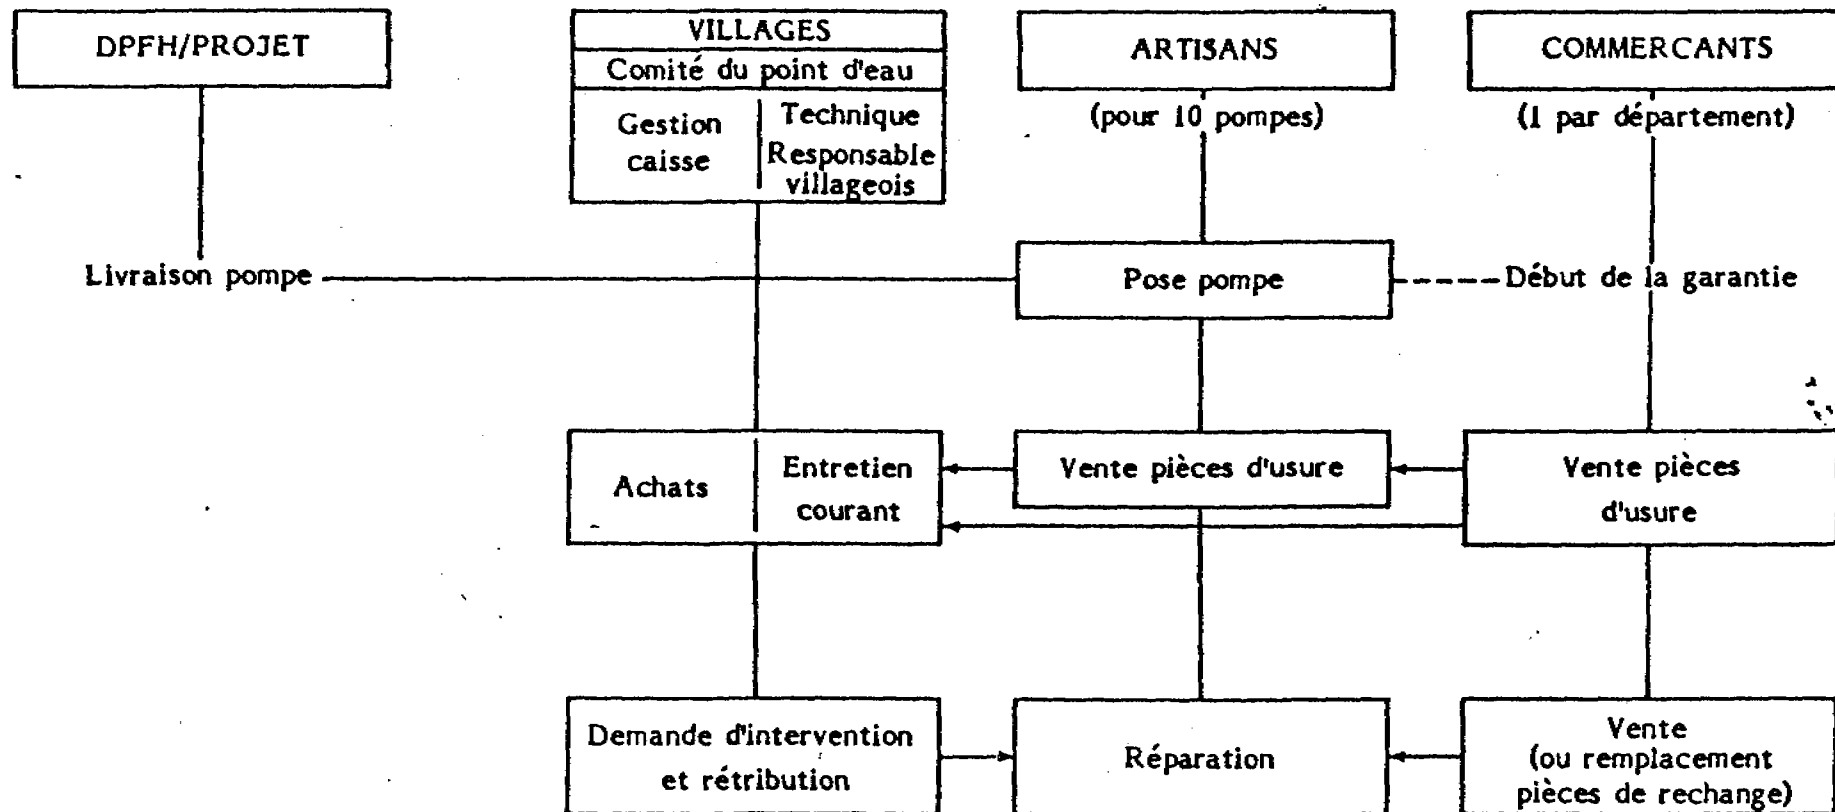 DPFH/PROJET
VILLAGES
Comité du point d'eau
Gestion
caisse
Technique
Responsable
villageois
ARTISANS
(pour 10 pompes)
COMMERCANTS
(1 par département)
Livraison pompe
Pose pompe
Début de la garantie
Achats
Entretien
courant
Vente pièces d'usure
Vente pièces
d'usure
Demande d'intervention
et rétribution
Réparation
Vente
(ou remplacement
pièces de rechange)